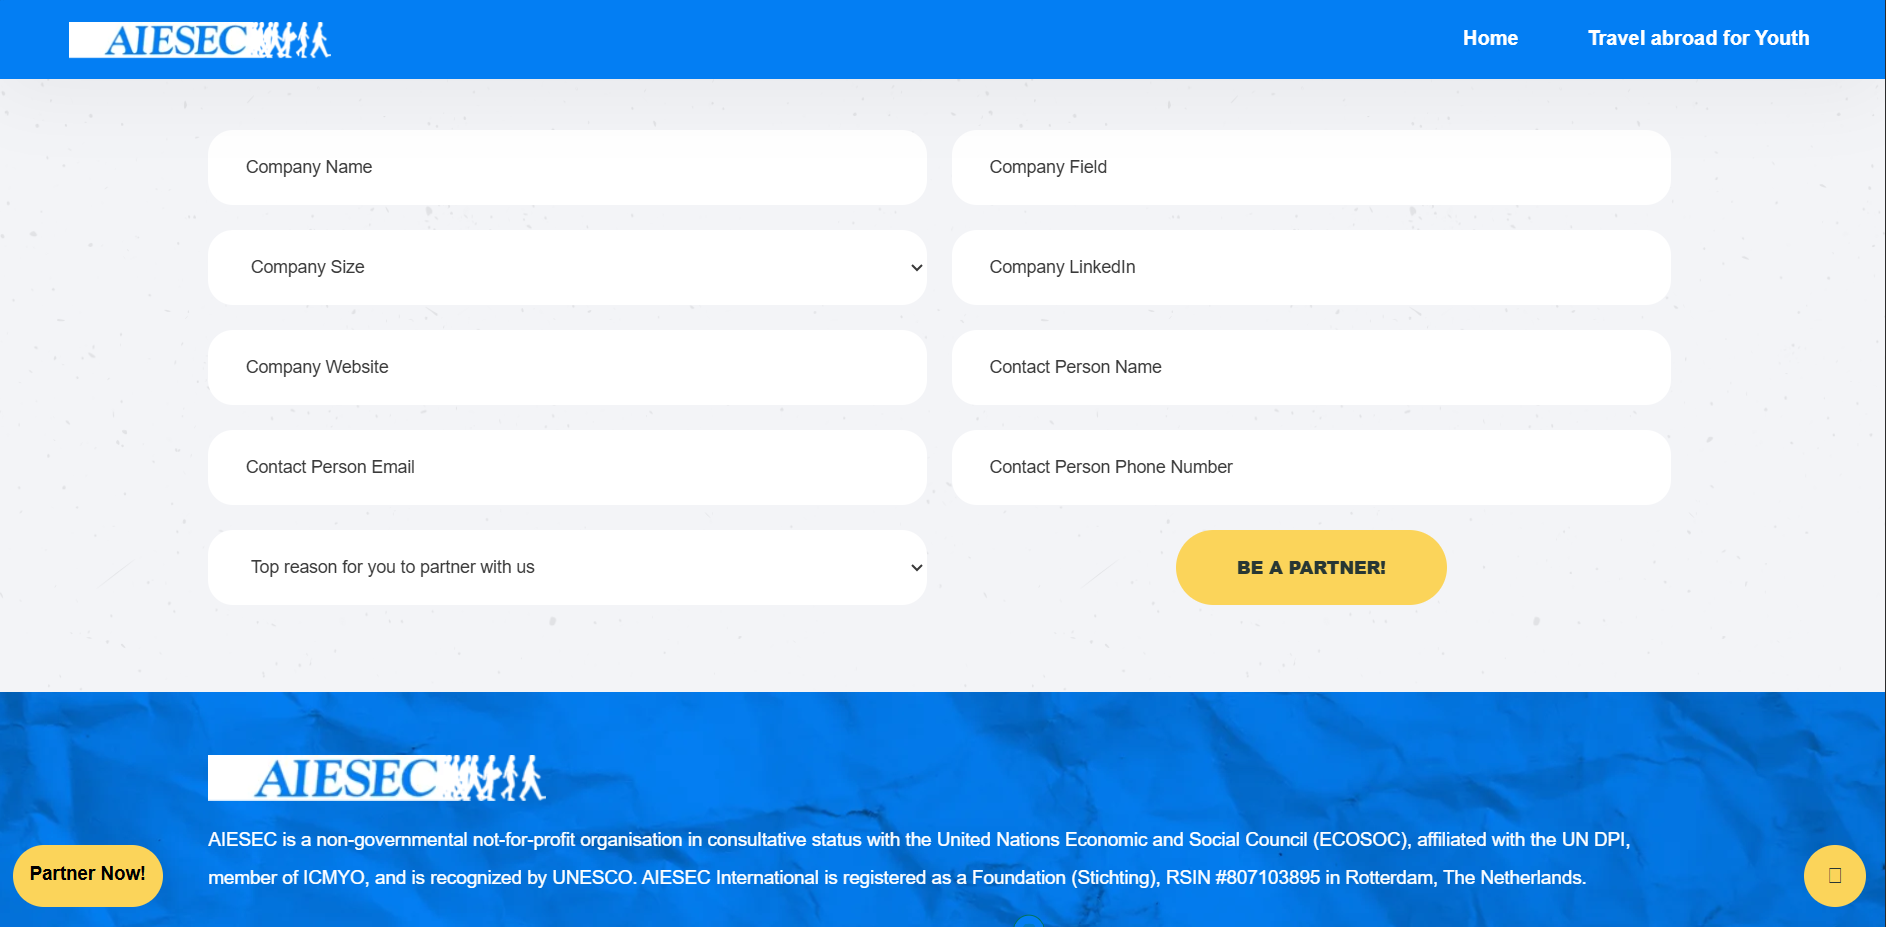 AIESEC
Home
Travel abroad for Youth
Company Name
Company Field
Company Size
Company LinkedIn
Company Website
Contact Person Name
Contact Person Email
Contact Person Phone Number
Top reason for you to partner with us
BE A PARTNER!
AIESEC
AIESEC is a non-governmental not-for-profit organisation in consultative status with the United Nations Economic and Social Council (ECOSOC), affiliated with the UN DPI,
member of ICMYO, and is recognized by UNESCO. AIESEC International is registered as a Foundation (Stichting), RSIN #807103895 in Rotterdam, The Netherlands.
Partner Now!